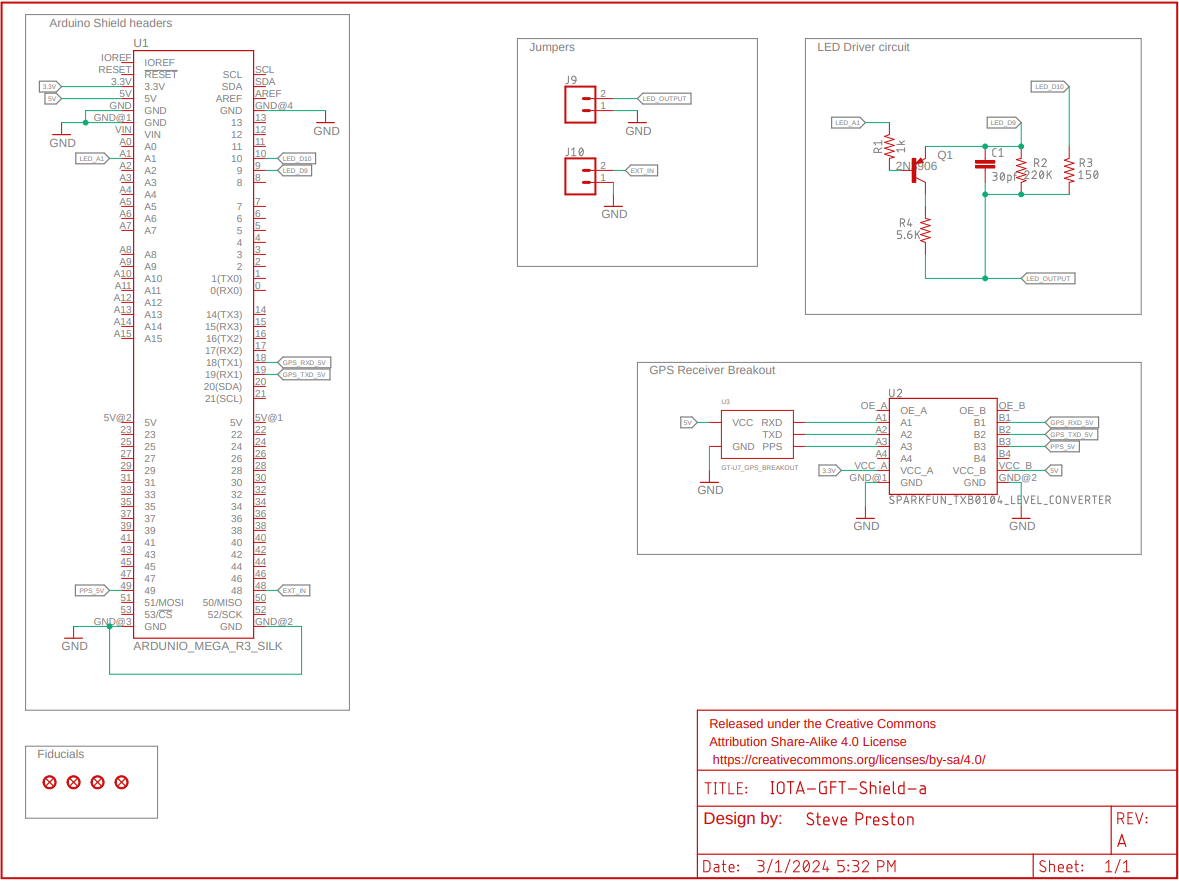 Arduino Shield headers
U1
IOREF
RESET
3.3V
5V
GND
GND@1
VIN
A0
A1
A2
A3
A4
A5
A6
A7
A8
A9
A10
A11
A12
A13
A14
A15
5V@2
23
25
27
29
31
33
35
37
39
41
43
45
47
49
51
53
GND@3
3.3V
5V
GND
LED_A1
PPS_5V
GND
IOREF
RESET
3.3V
5V
GND
GND
VIN
A0
A1
A2
A3
A4
A5
A6
A7
A8
A9
A10
A11
A12
A13
A14
A15
5V
23
25
27
29
31
33
35
37
39
41
43
45
47
49
51/MOSI
53/CS
GND
SCL
SDA
AREF
GND
13
12
11
10
9
8
7
6
5
4
3
2
1(TX0)
0(RX0)
14(TX3)
15(RX3)
16(TX2)
17(RX2)
18(TX1)
19(RX1)
20(SDA)
21(SCL)
5V
22
24
26
28
30
32
34
36
38
40
42
44
46
48
50/MISO
52/SCK
GND
SCL
SDA
AREF
GND@4
13
12
11
10
9
8
7
6
5
4
3
2
1
0
14
15
16
17
18
19
20
21
5V@1
22
24
26
28
30
32
34
36
38
40
42
44
46
48
50
52
GND@2
GND
LED_D10
LED_D9
GPS_RXD_5V
GPS_TXD_5V
EXT_IN
ARDUNIO_MEGA_R3_SILK
Fiducials
Jumpers
J9
2
1
LED_OUTPUT
GND
J10
2
1
EXT_IN
GND
LED Driver circuit
LED_D10
LED_A1
LED_D9
R1
1k
2N3906
Q1
C1
30pf
R2
220K
R3
150
R4
5.6K
LED_OUTPUT
GPS Receiver Breakout
U3
5V
VCC RXD
TXD
GND PPS
GT-U7_GPS_BREAKOUT
GND
U2
OE_A
A1
A2
A3
A4
VCC_A
GND@1
3.3V
GND
OE_A
A1
A2
A3
A4
VCC_A
GND
OE_B
B1
B2
B3
B4
VCC_B
GND
OE_B
B1
B2
B3
B4
VCC_B
GND@2
GPS_RXD_5V
GPS_TXD_5V
PPS_5V
5V
SPARKFUN_TXB0104_LEVEL_CONVERTER
GND
Released under the Creative Commons
Attribution Share-Alike 4.0 License
https://creativecommons.org/licenses/by-sa/4.0/
TITLE: IOTA-GFT-Shield-a
Design by: Steve Preston
REV:
A
Date: 3/1/2024 5:32 PM
Sheet: 1/1